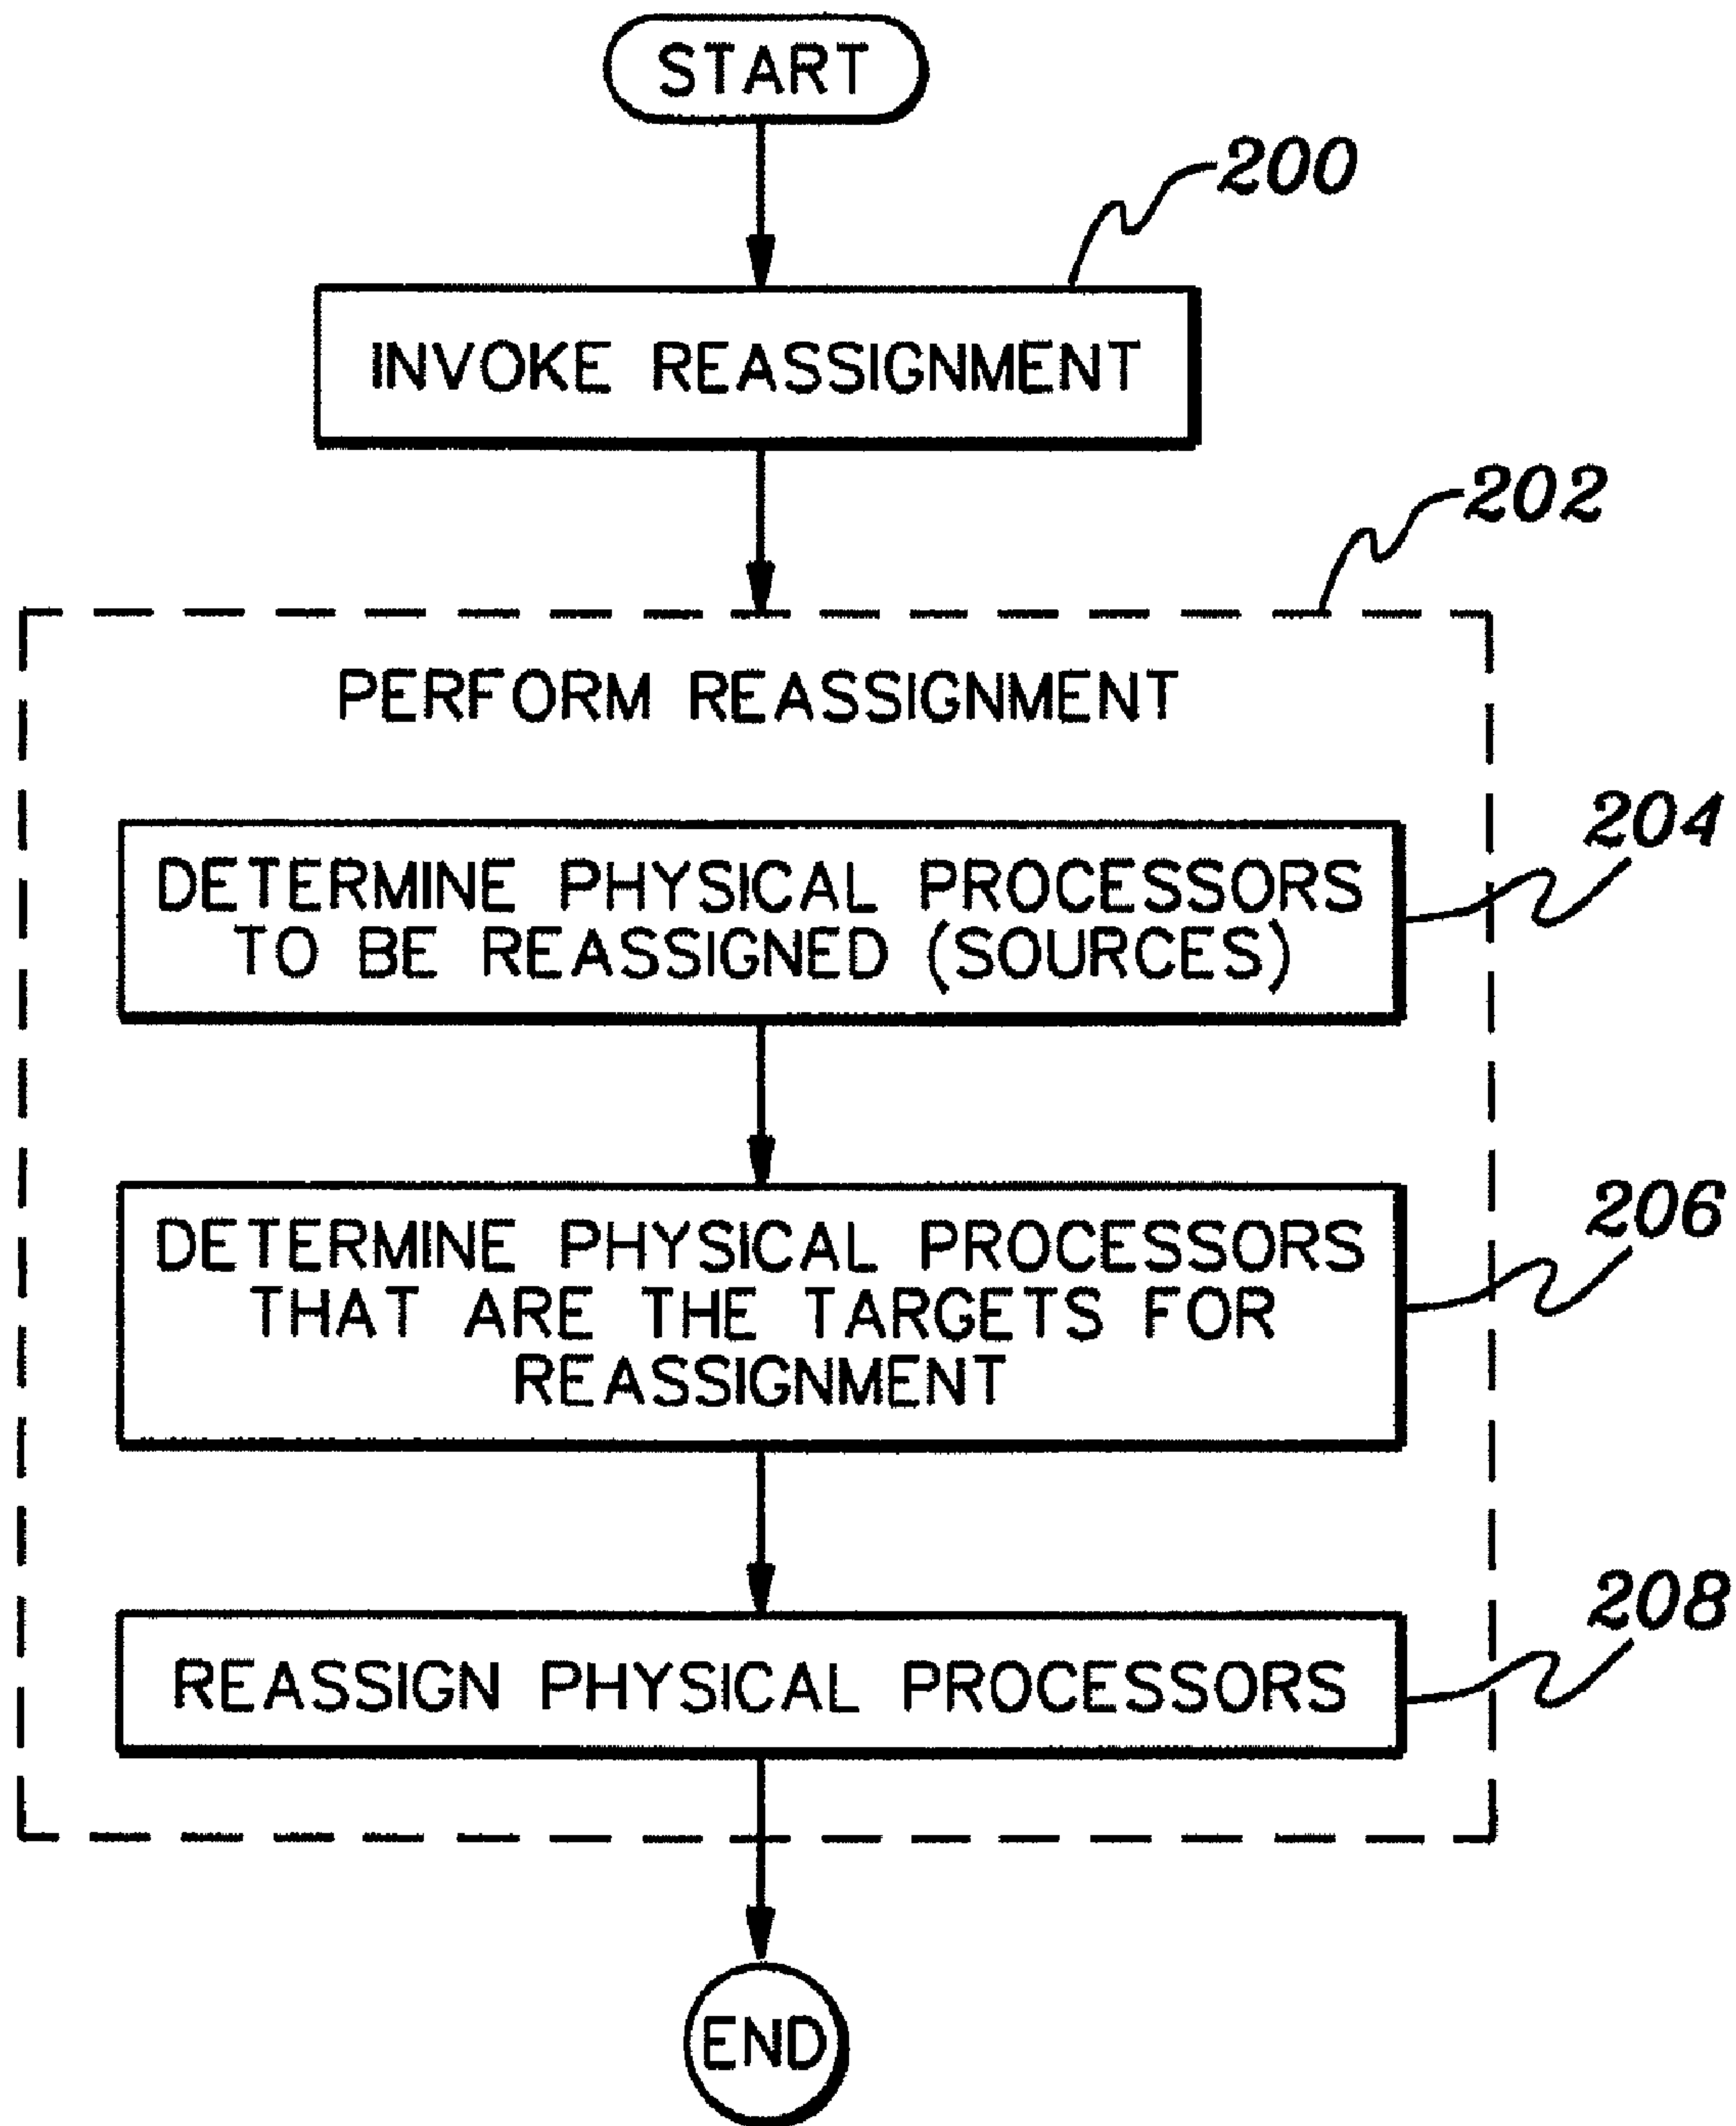 START
200
INVOKE REASSIGNMENT
202
PERFORM REASSIGNMENT
204
DETERMINE PHYSICAL PROCESSORS
TO BE REASSIGNED (SOURCES)
206
DETERMINE PHYSICAL PROCESSORS
THAT ARE THE TARGETS FOR
REASSIGNMENT
208
REASSIGN PHYSICAL PROCESSORS
END